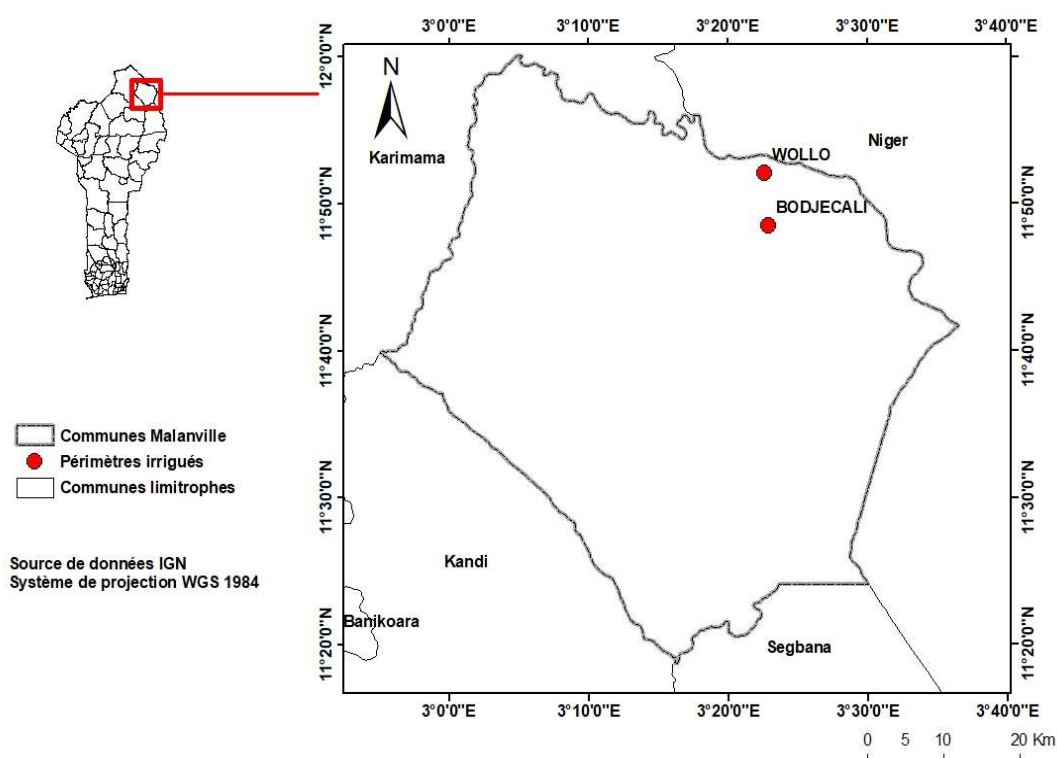 3°0'0"E 3°10'0"E 3°20'0"E 3°30'0"E 3°40'0"E
12°0'0"N
12°0'0"N
N
Karimama
Niger
WOLLO
BODJECALI
11°50'0"N
11°50'0"N
11°40'0"N
11°40'0"N
Communes Malanville
Périmètres irrigués
Communes limitrophes
11°30'0"N
11°30'0"N
Source de données IGN
Système de projection WGS 1984
Kandi
Banikoara
Segbana
11°20'0"N
11°20'0"N
3°0'0"E 3°10'0"E 3°20'0"E 3°30'0"E 3°40'0"E
0 5 10 20 Km